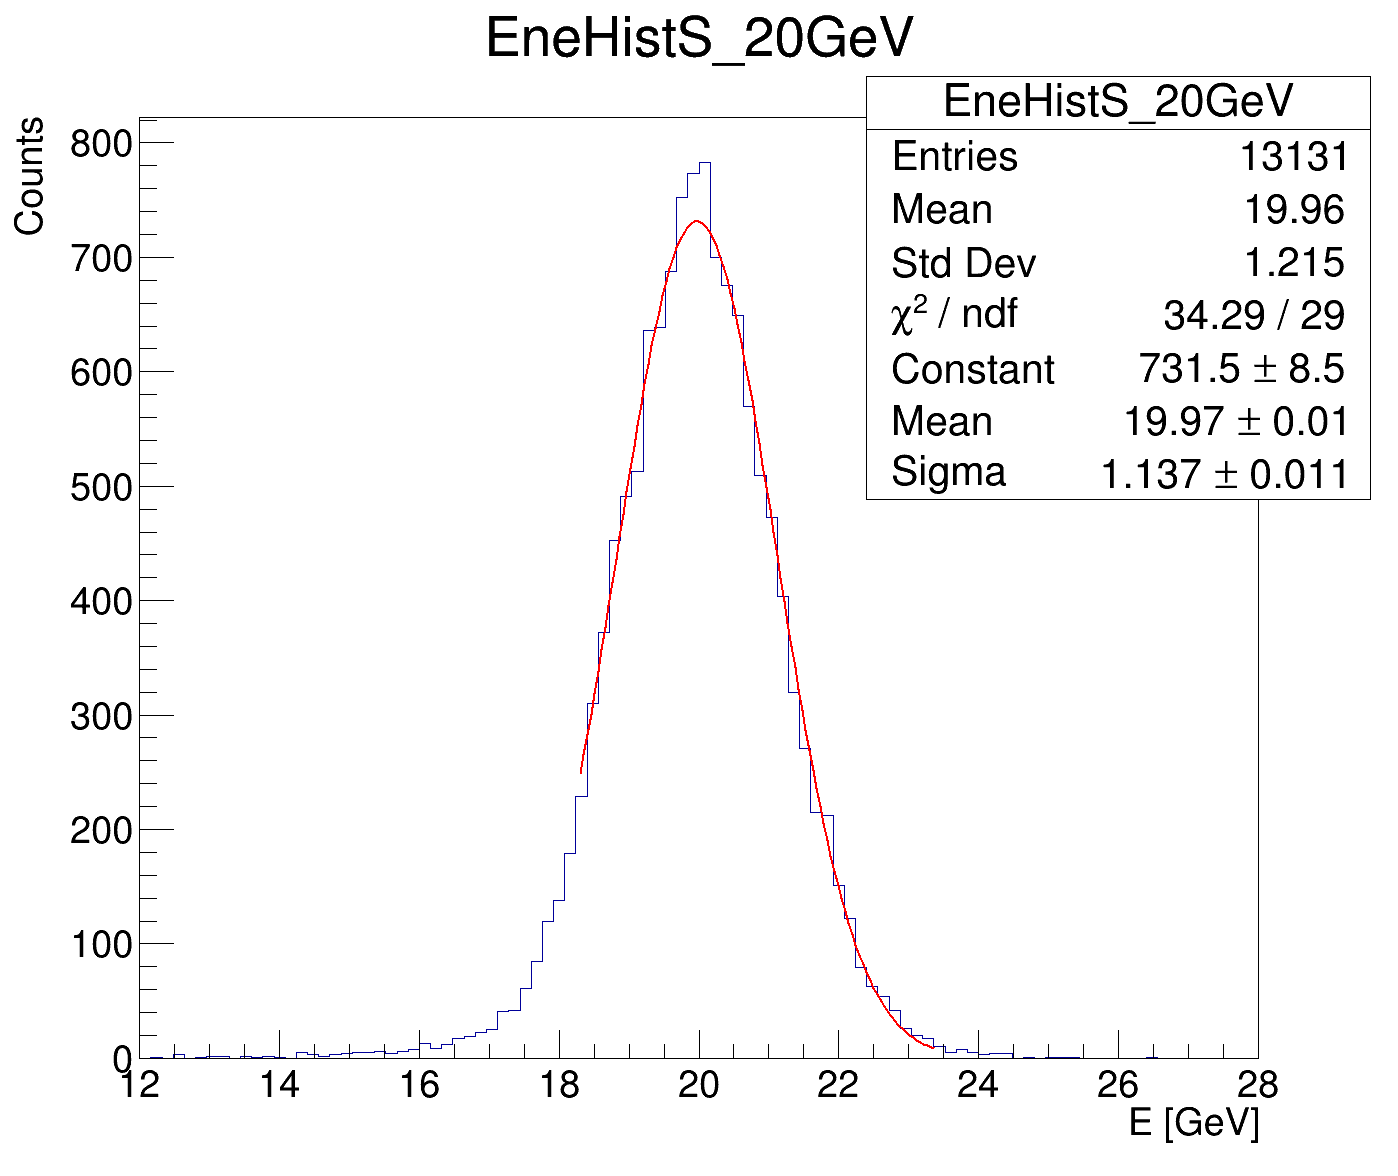 EneHistS_20GeV
EneHistS_20GeV
Entries 13131
Mean 19.96
Std Dev 1.215
χ² / ndf 34.29 / 29
Constant 731.5 ± 8.5
Mean 19.97 ± 0.01
Sigma 1.137 ± 0.011
Counts
800
700
600
500
400
300
200
100
0
12 14 16 18 20 22 24 26 28
E [GeV]